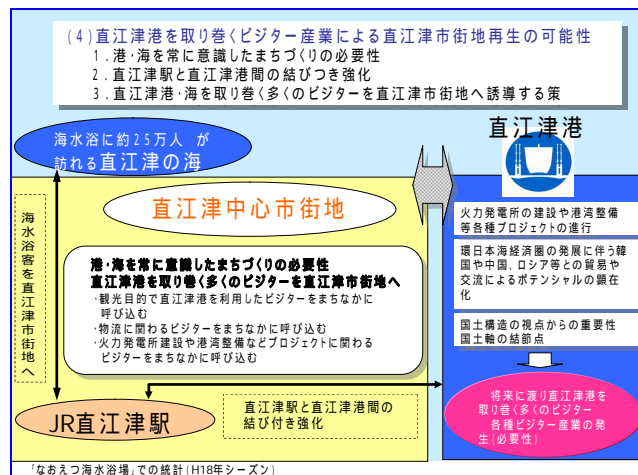 (4)直江津港を取り巻く多くのビジター産業による直江津市街地再生の可能性
1.港・海を常に意識したまちづくりの必要性
2.直江津駅と直江津港間の結びつき強化
3.直江津港・海を取り巻く多くのビジターを直江津市街地へ誘導する策
海水浴に約25万人 が
訪れる直江津の海
直江津港
直江津中心市街地
海水浴客を直江津市街地へ
港・海を常に意識したまちづくりの必要性
直江津港を取り巻く多くのビジターを直江津市街地へ
・観光目的で直江津港を利用したビジターをまちなかに
呼び込む
・物流に関わるビジターをまちなかに呼び込む
・火力発電所建設や港湾整備などプロジェクトに関わる
ビジターをまちなかに呼び込む
火力発電所の建設や港湾整備
等各種プロジェクトの進行
環日本海経済圏の発展に伴う韓
国や中国、ロシア等との貿易や
交流によるポテンシャルの顕在
化
国土構造の視点からの重要性
国土軸の結節点
JR直江津駅
直江津駅と直江津港間の
結び付き強化
将来に渡り直江津港を
取り巻く多くのビジター
各種ビジター産業の発
生(必要性)
「なおえつ海水浴場」での統計(H18年シーズン)